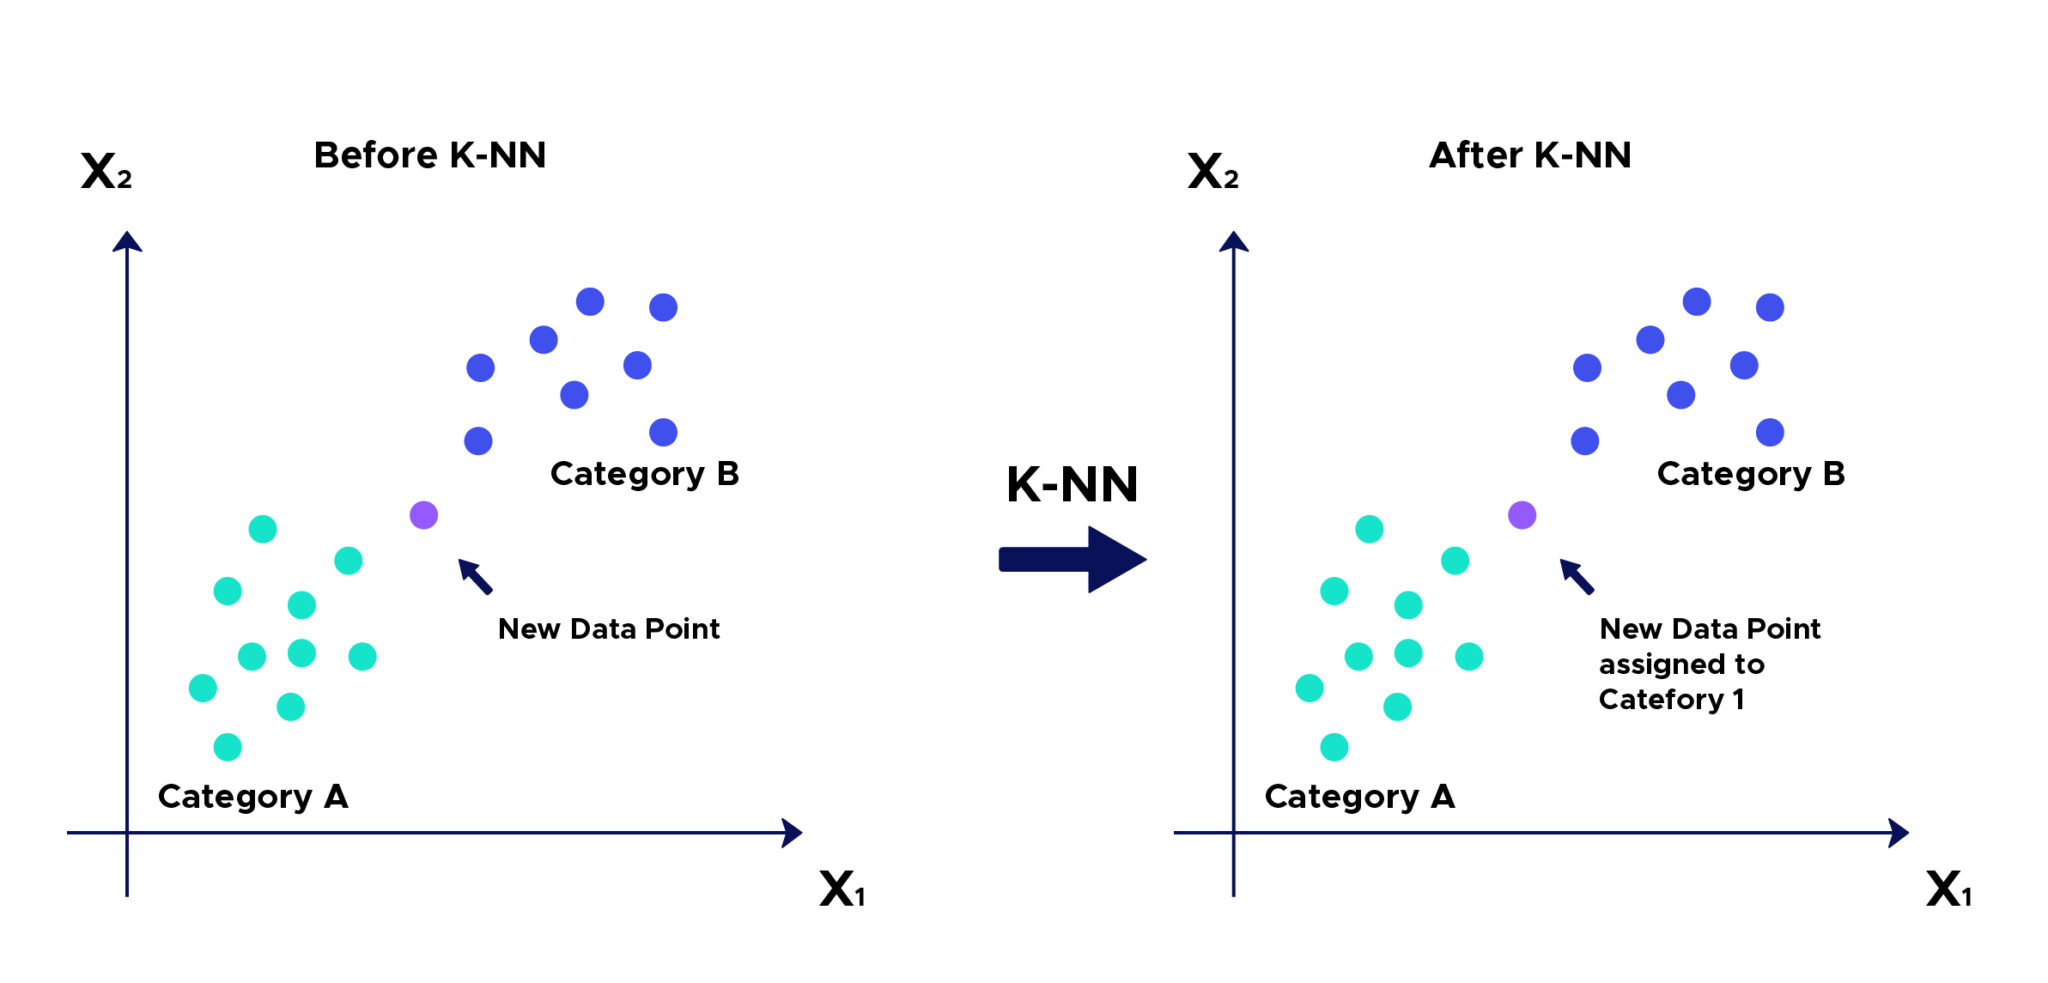 Before K-NN
X2
Category B
New Data Point
Category A
X1
K-NN
After K-NN
X2
Category B
New Data Point
assigned to
Catefory 1
Category A
X1